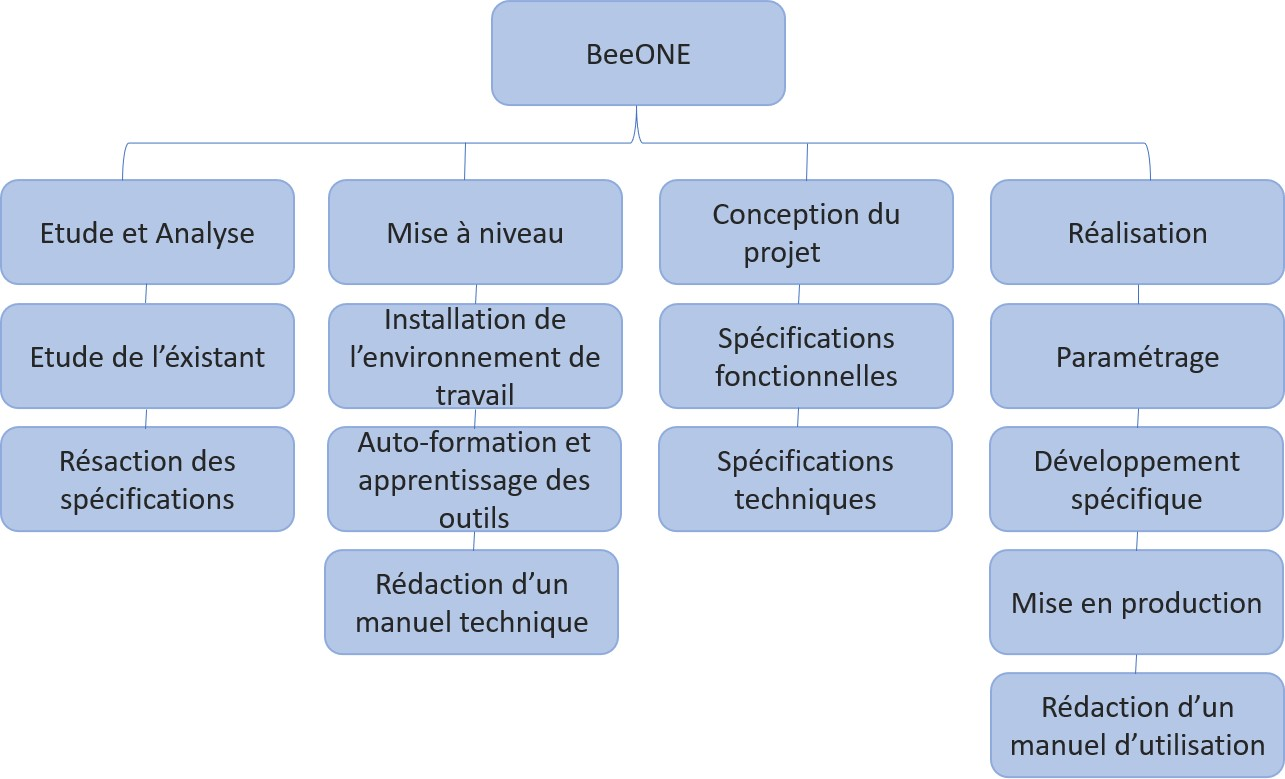 BeeONE
Etude et Analyse
Mise à niveau
Conception du
projet
Réalisation
Etude de l’éxistant
Installation de
l’environnement de
travail
Spécifications
fonctionnelles
Paramétrage
Résaction des
spécifications
Auto-formation et
apprentissage des
outils
Spécifications
techniques
Développement
spécifique
Rédaction d’un
manuel technique
Mise en production
Rédaction d’un
manuel d’utilisation